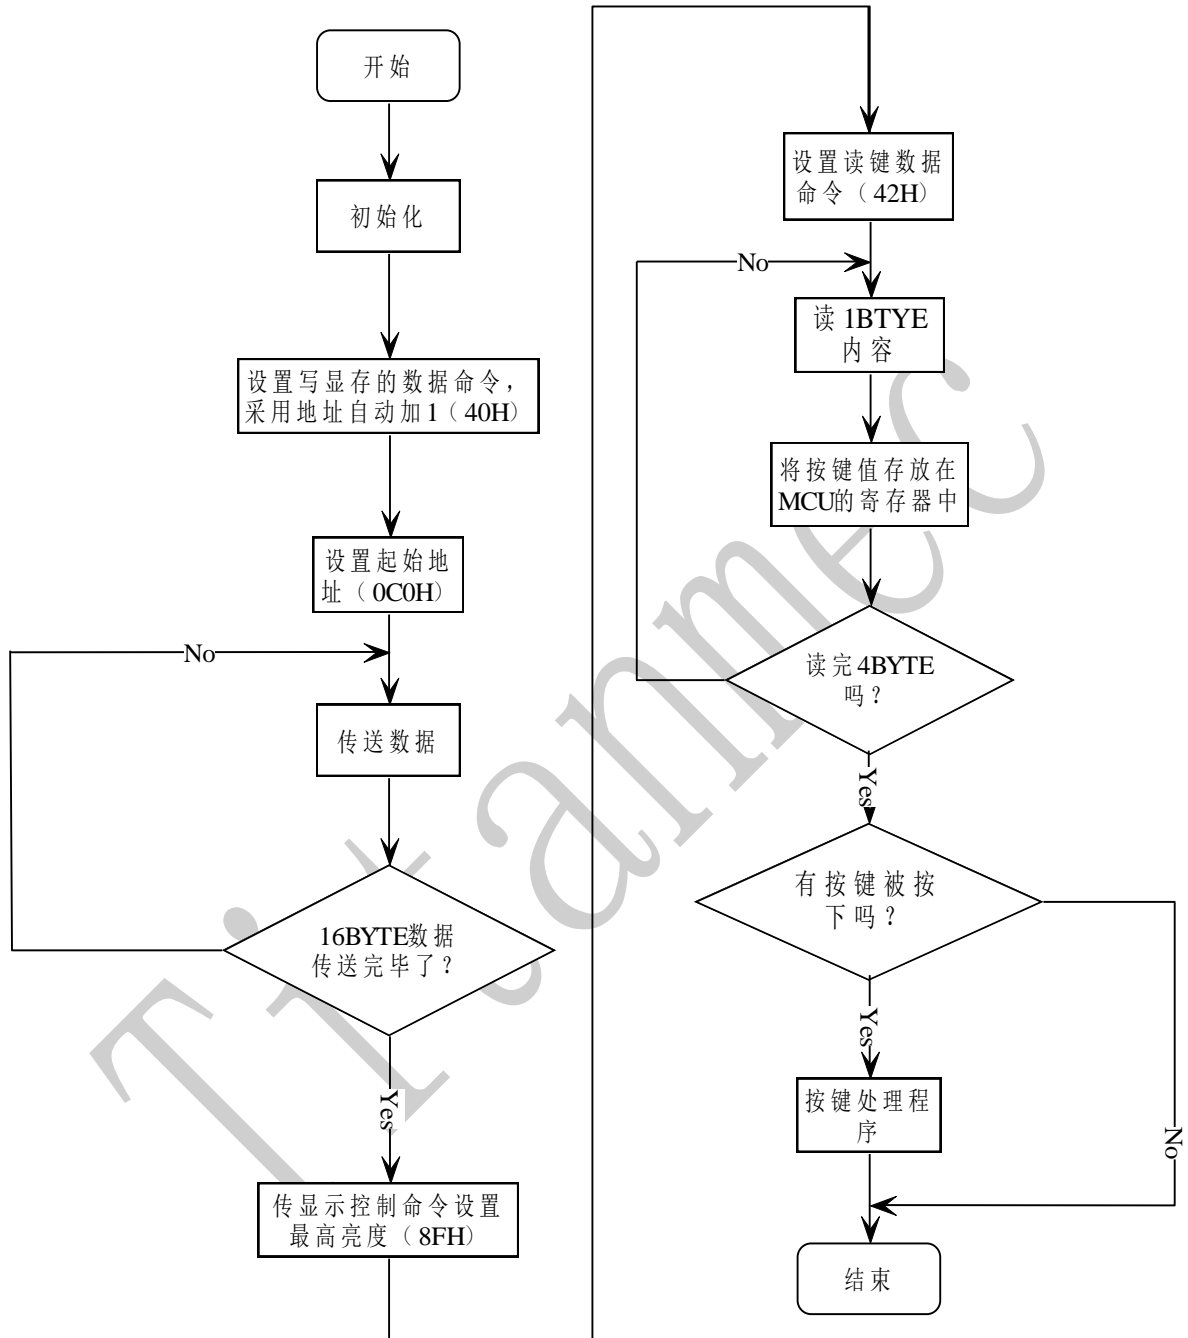 开始
初始化
设置写显存的数据命令，
采用地址自动加1（40H）
设置起始地
址（0C0H）
No
传送数据
16BYTE数据
传送完毕了？
Yes
传显示控制命令设置
最高亮度（8FH）
设置读键数据
命令（42H）
No
读1BTYE
内容
将按键值存放在
MCU的寄存器中
读完4BYTE
吗？
Yes
有按键被按
下吗？
Yes
No
按键处理程
序
结束
Titanmec